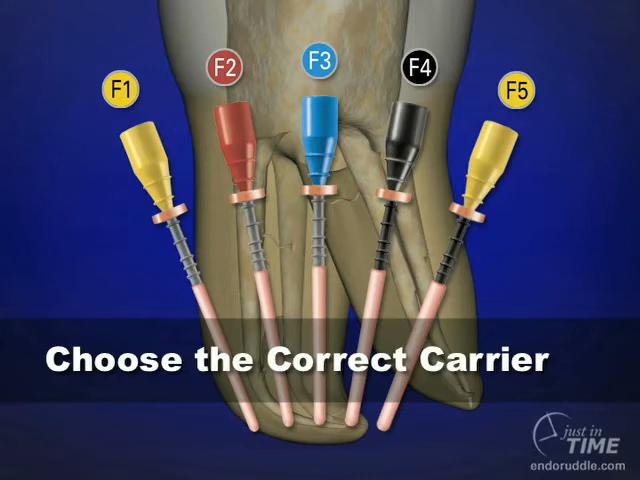 F1
F2
F3
F4
F5
Choose the Correct Carrier
just in
TIME
endoruddle.com